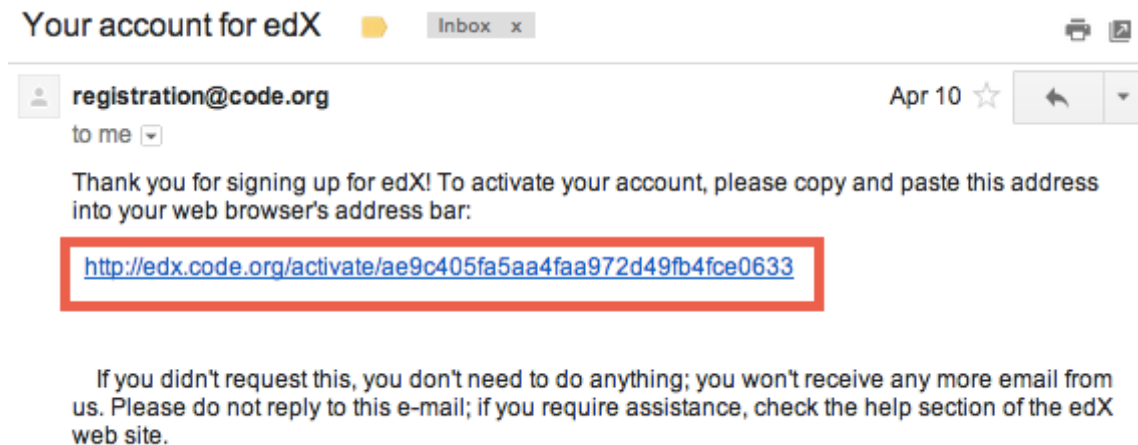 Your account for edX
Inbox x
registration@code.org
Apr 10
to me
Thank you for signing up for edX! To activate your account, please copy and paste this address
into your web browser's address bar:
http://edx.code.org/activate/ae9c405fa5aa4faa972d49fb4fce0633
If you didn't request this, you don't need to do anything; you won't receive any more email from
us. Please do not reply to this e-mail; if you require assistance, check the help section of the edX
web site.